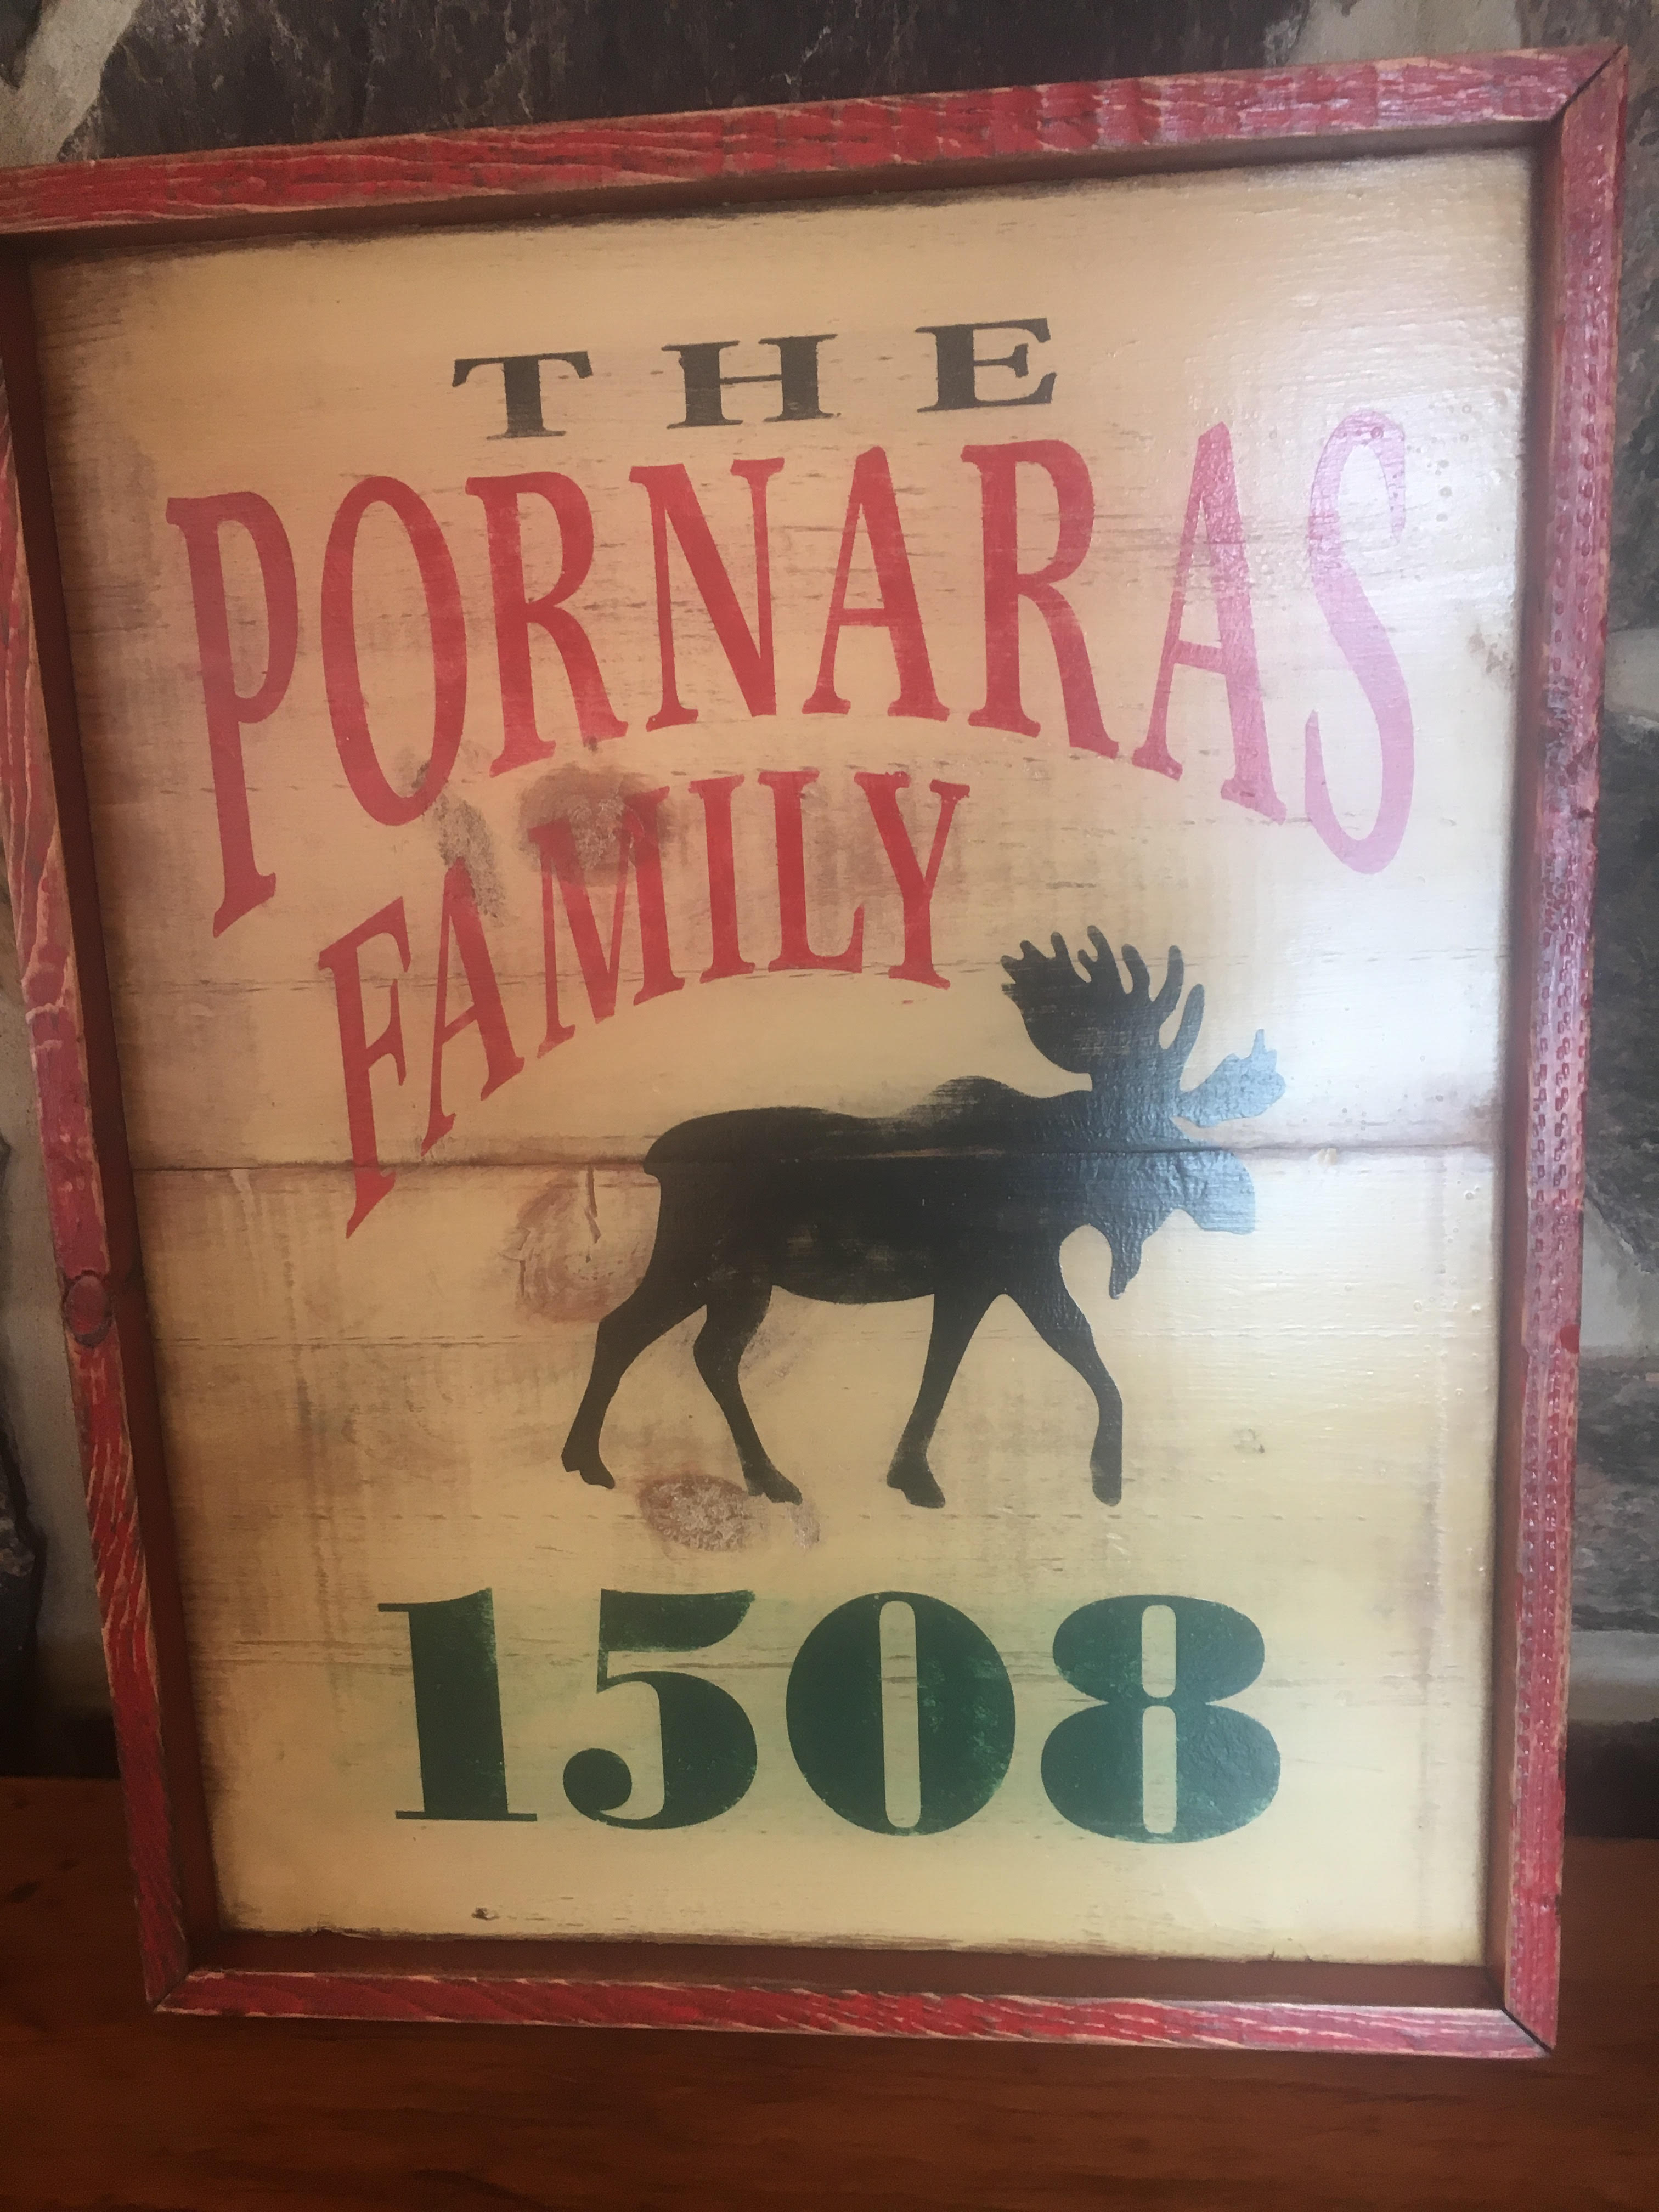 THE
PORNARAS
FAMILY
1508